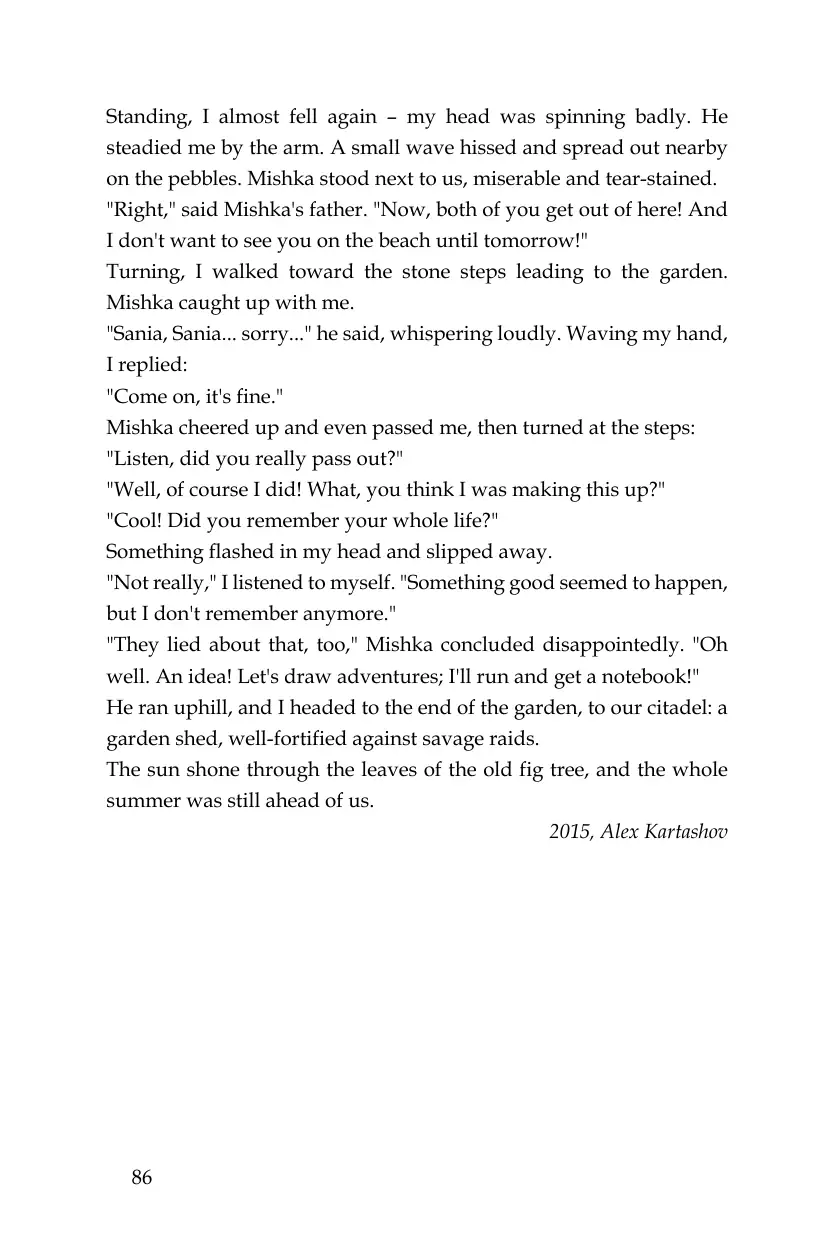 Standing, I almost fell again – my head was spinning badly. He
steadied me by the arm. A small wave hissed and spread out nearby
on the pebbles. Mishka stood next to us, miserable and tear-stained.
"Right," said Mishka's father. "Now, both of you get out of here! And
I don't want to see you on the beach until tomorrow!"
Turning, I walked toward the stone steps leading to the garden.
Mishka caught up with me.
"Sania, Sania... sorry..." he said, whispering loudly. Waving my hand,
I replied:
"Come on, it's fine."
Mishka cheered up and even passed me, then turned at the steps:
"Listen, did you really pass out?"
"Well, of course I did! What, you think I was making this up?"
"Cool! Did you remember your whole life?"
Something flashed in my head and slipped away.
"Not really," I listened to myself. "Something good seemed to happen,
but I don't remember anymore."
"They lied about that, too," Mishka concluded disappointedly. "Oh
well. An idea! Let's draw adventures; I'll run and get a notebook!"
He ran uphill, and I headed to the end of the garden, to our citadel: a
garden shed, well-fortified against savage raids.
The sun shone through the leaves of the old fig tree, and the whole
summer was still ahead of us.
2015, Alex Kartashov
86